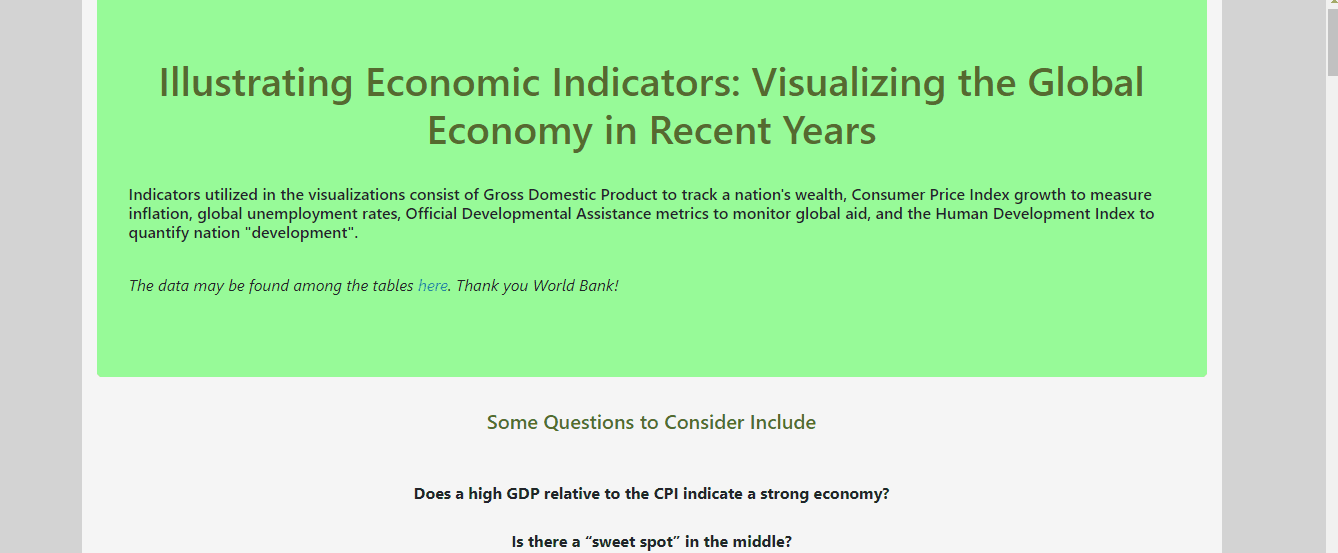 Illustrating Economic Indicators: Visualizing the Global
Economy in Recent Years
Indicators utilized in the visualizations consist of Gross Domestic Product to track a nation's wealth, Consumer Price Index growth to measure
inflation, global unemployment rates, Official Developmental Assistance metrics to monitor global aid, and the Human Development Index to
quantify nation "development".
The data may be found among the tables here. Thank you World Bank!
Some Questions to Consider Include
Does a high GDP relative to the CPI indicate a strong economy?
Is there a “sweet spot” in the middle?